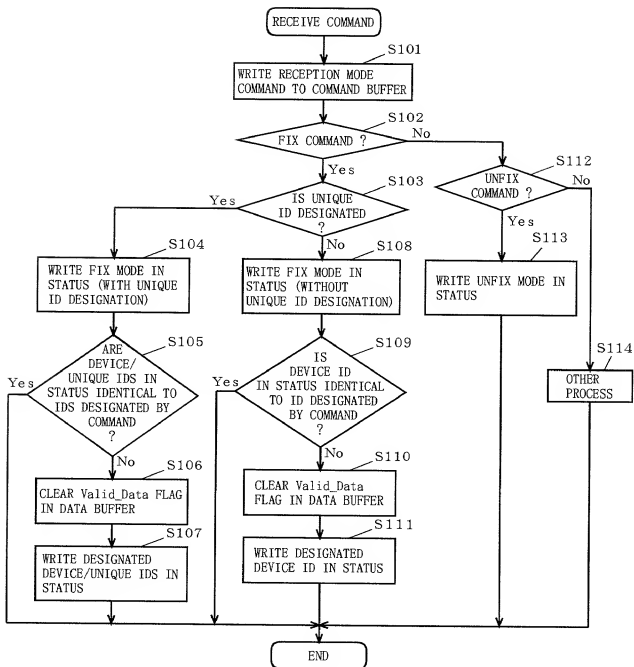 RECEIVE COMMAND
S101
WRITE RECEPTION MODE
COMMAND TO COMMAND BUFFER
S102
FIX COMMAND ?
No
Yes
S103
IS UNIQUE
ID DESIGNATED
?
Yes
No
S112
UNFIX
COMMAND ?
No
Yes
S104
WRITE FIX MODE IN
STATUS (WITH UNIQUE
ID DESIGNATION)
S108
WRITE FIX MODE IN
STATUS (WITHOUT
UNIQUE ID DESIGNATION)
S113
WRITE UNFIX MODE IN
STATUS
S105
ARE
DEVICE/
UNIQUE IDS IN
STATUS IDENTICAL TO
IDS DESIGNATED BY
COMMAND
?
Yes
No
S109
IS
DEVICE ID
IN STATUS IDENTICAL
TO ID DESIGNATED
BY COMMAND
?
Yes
No
S114
OTHER
PROCESS
S106
CLEAR Valid_Data FLAG
IN DATA BUFFER
S110
CLEAR Valid_Data
FLAG IN DATA BUFFER
S107
WRITE DESIGNATED
DEVICE/UNIQUE IDS IN
STATUS
S111
WRITE DESIGNATED
DEVICE ID IN STATUS
END